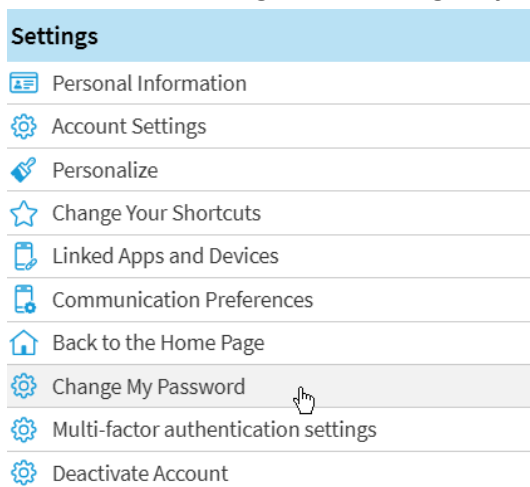 Settings
Personal Information
Account Settings
Personalize
Change Your Shortcuts
Linked Apps and Devices
Communication Preferences
Back to the Home Page
Change My Password
Multi-factor authentication settings
Deactivate Account